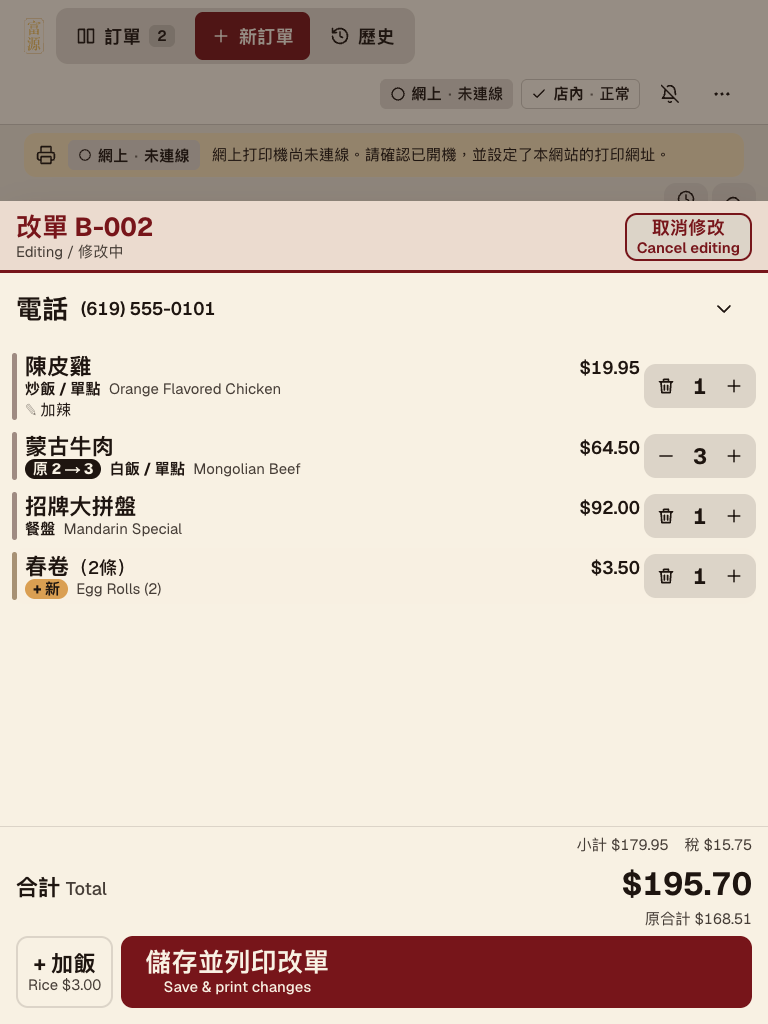 富源
訂單 2
新訂單
歷史
網上 · 未連線
店內 · 正常
網上 · 未連線
網上打印機尚未連線。請確認已開機，並設定了本網站的打印網址。
改單 B-002
Editing / 修改中
取消修改
Cancel editing
電話 (619) 555-0101
陳皮雞 $19.95
炒飯 / 單點 Orange Flavored Chicken
加辣
1
蒙古牛肉 $64.50
原 2 → 3 白飯 / 單點 Mongolian Beef
3
招牌大拼盤 $92.00
餐盤 Mandarin Special
1
春卷（2條） $3.50
+ 新 Egg Rolls (2)
1
小計 $179.95 稅 $15.75
合計 Total $195.70
原合計 $168.51
+ 加飯
Rice $3.00
儲存並列印改單
Save & print changes